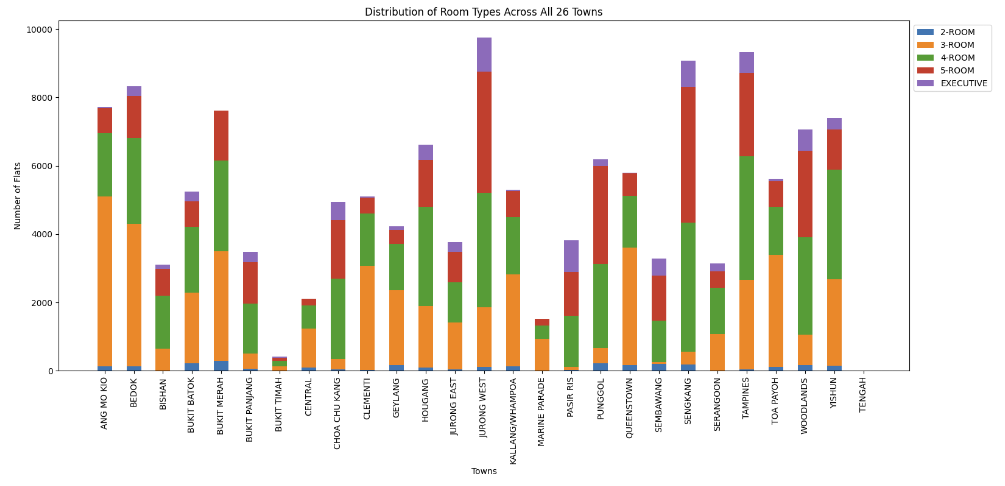 Distribution of Room Types Across All 26 Towns
10000
8000
6000
4000
2000
0
Number of Flats
2-ROOM
3-ROOM
4-ROOM
5-ROOM
EXECUTIVE
ANG MO KIO
BEDOK
BISHAN
BUKIT BATOK
BUKIT MERAH
BUKIT PANJANG
BUKIT TIMAH
CENTRAL
CHOA CHU KANG
CLEMENTI
GEYLANG
HOUGANG
JURONG EAST
JURONG WEST
KALLANG/WHAMPOA
MARINE PARADE
PASIR RIS
PUNGGOL
QUEENSTOWN
SEMBAWANG
SENGKANG
SERANGOON
TAMPINES
TOA PAYOH
WOODLANDS
YISHUN
TENGAH
Towns